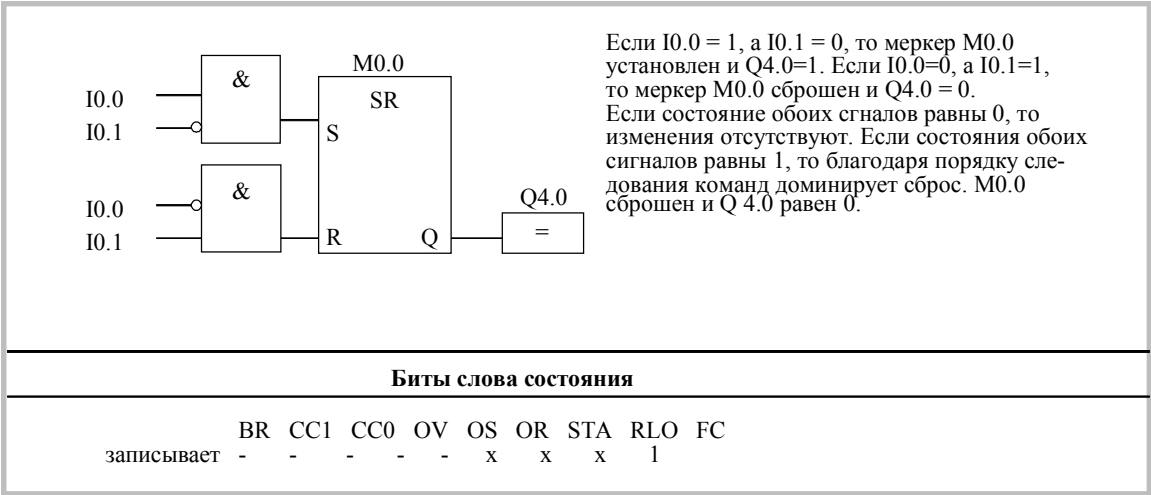 Если I0.0 = 1, а I0.1 = 0, то меркер M0.0
установлен и Q4.0=1. Если I0.0=0, а I0.1=1,
то меркер M0.0 сброшен и Q4.0 = 0.
Если состояние обоих сгналов равны 0, то
изменения отсутствуют. Если состояния обоих
сигналов равны 1, то благодаря порядку сле-
дования команд доминирует сброс. M0.0
сброшен и Q 4.0 равен 0.
M0.0
&
SR
I0.0
I0.1
S
&
I0.0
I0.1
R
Q
Q4.0
=
Биты слова состояния
BR CC1 CC0 OV OS OR STA RLO FC
записывает - - - - - x x x 1